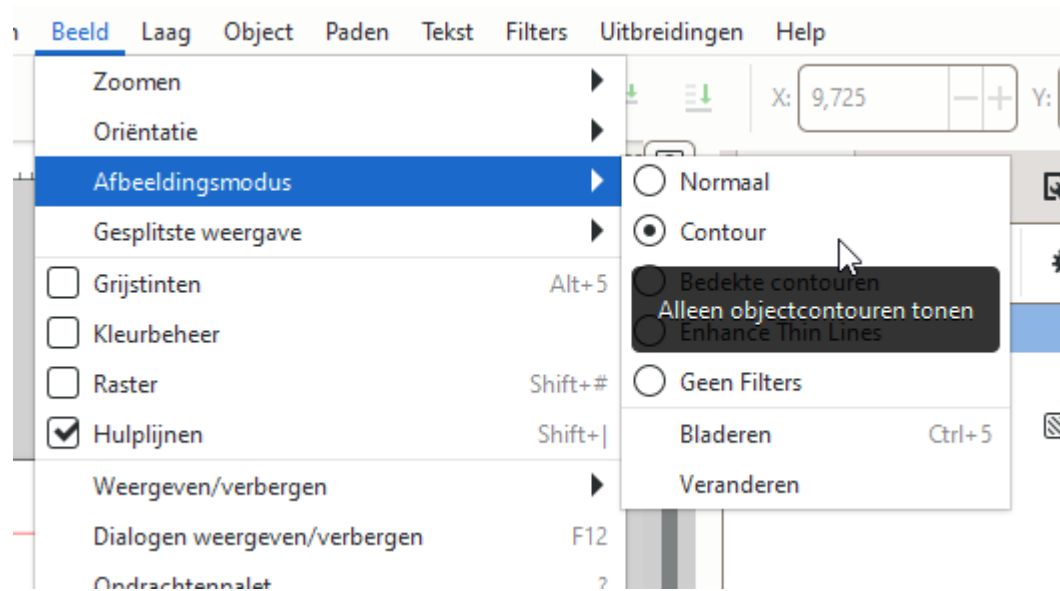 Beeld Laag Object Paden Tekst Filters Uitbreidingen Help
X: 9,725 Y:
Zoomen
Oriëntatie
Afbeeldingsmodus
Gesplitste weergave
Grijstinten Alt+5
Kleurbeheer
Raster Shift+#
Hulplijnen Shift+|
Weergeven/verbergen
Dialogen weergeven/verbergen F12
Opdrachtenpalet ?
Normaal
Contour
Bedekte contouren
Alleen objectcontouren tonen
Enhance Thin Lines
Geen Filters
Bladeren Ctrl+5
Veranderen